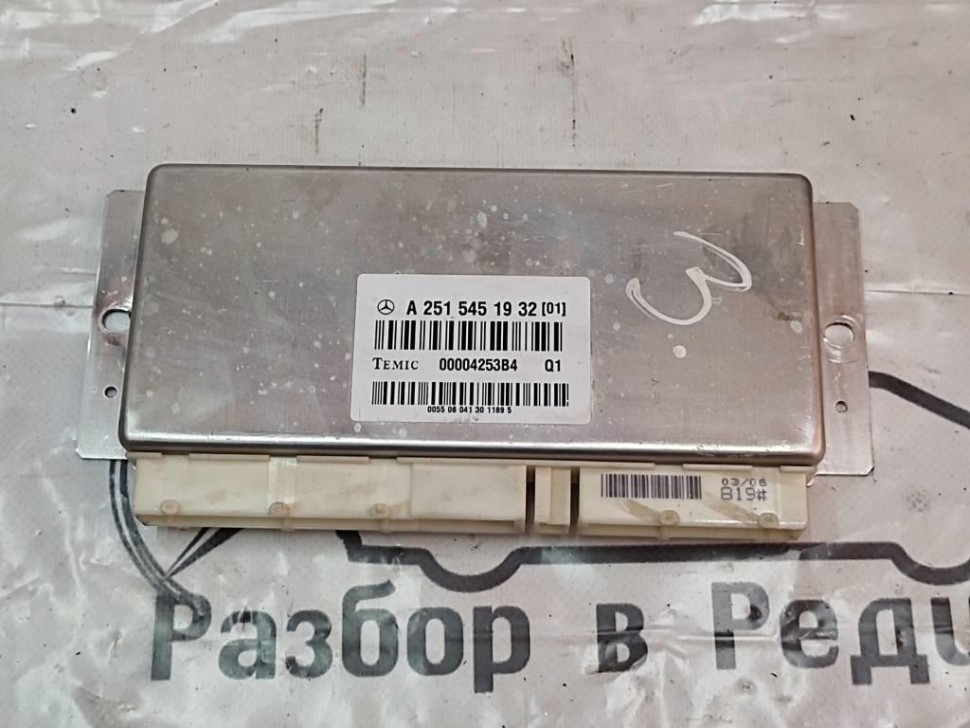 A 251 545 19 32 [01]
TEMIC 00004253B4 Q1
0055 06 041 30 1189 5
3
03/06
819#
Разбор в Реди